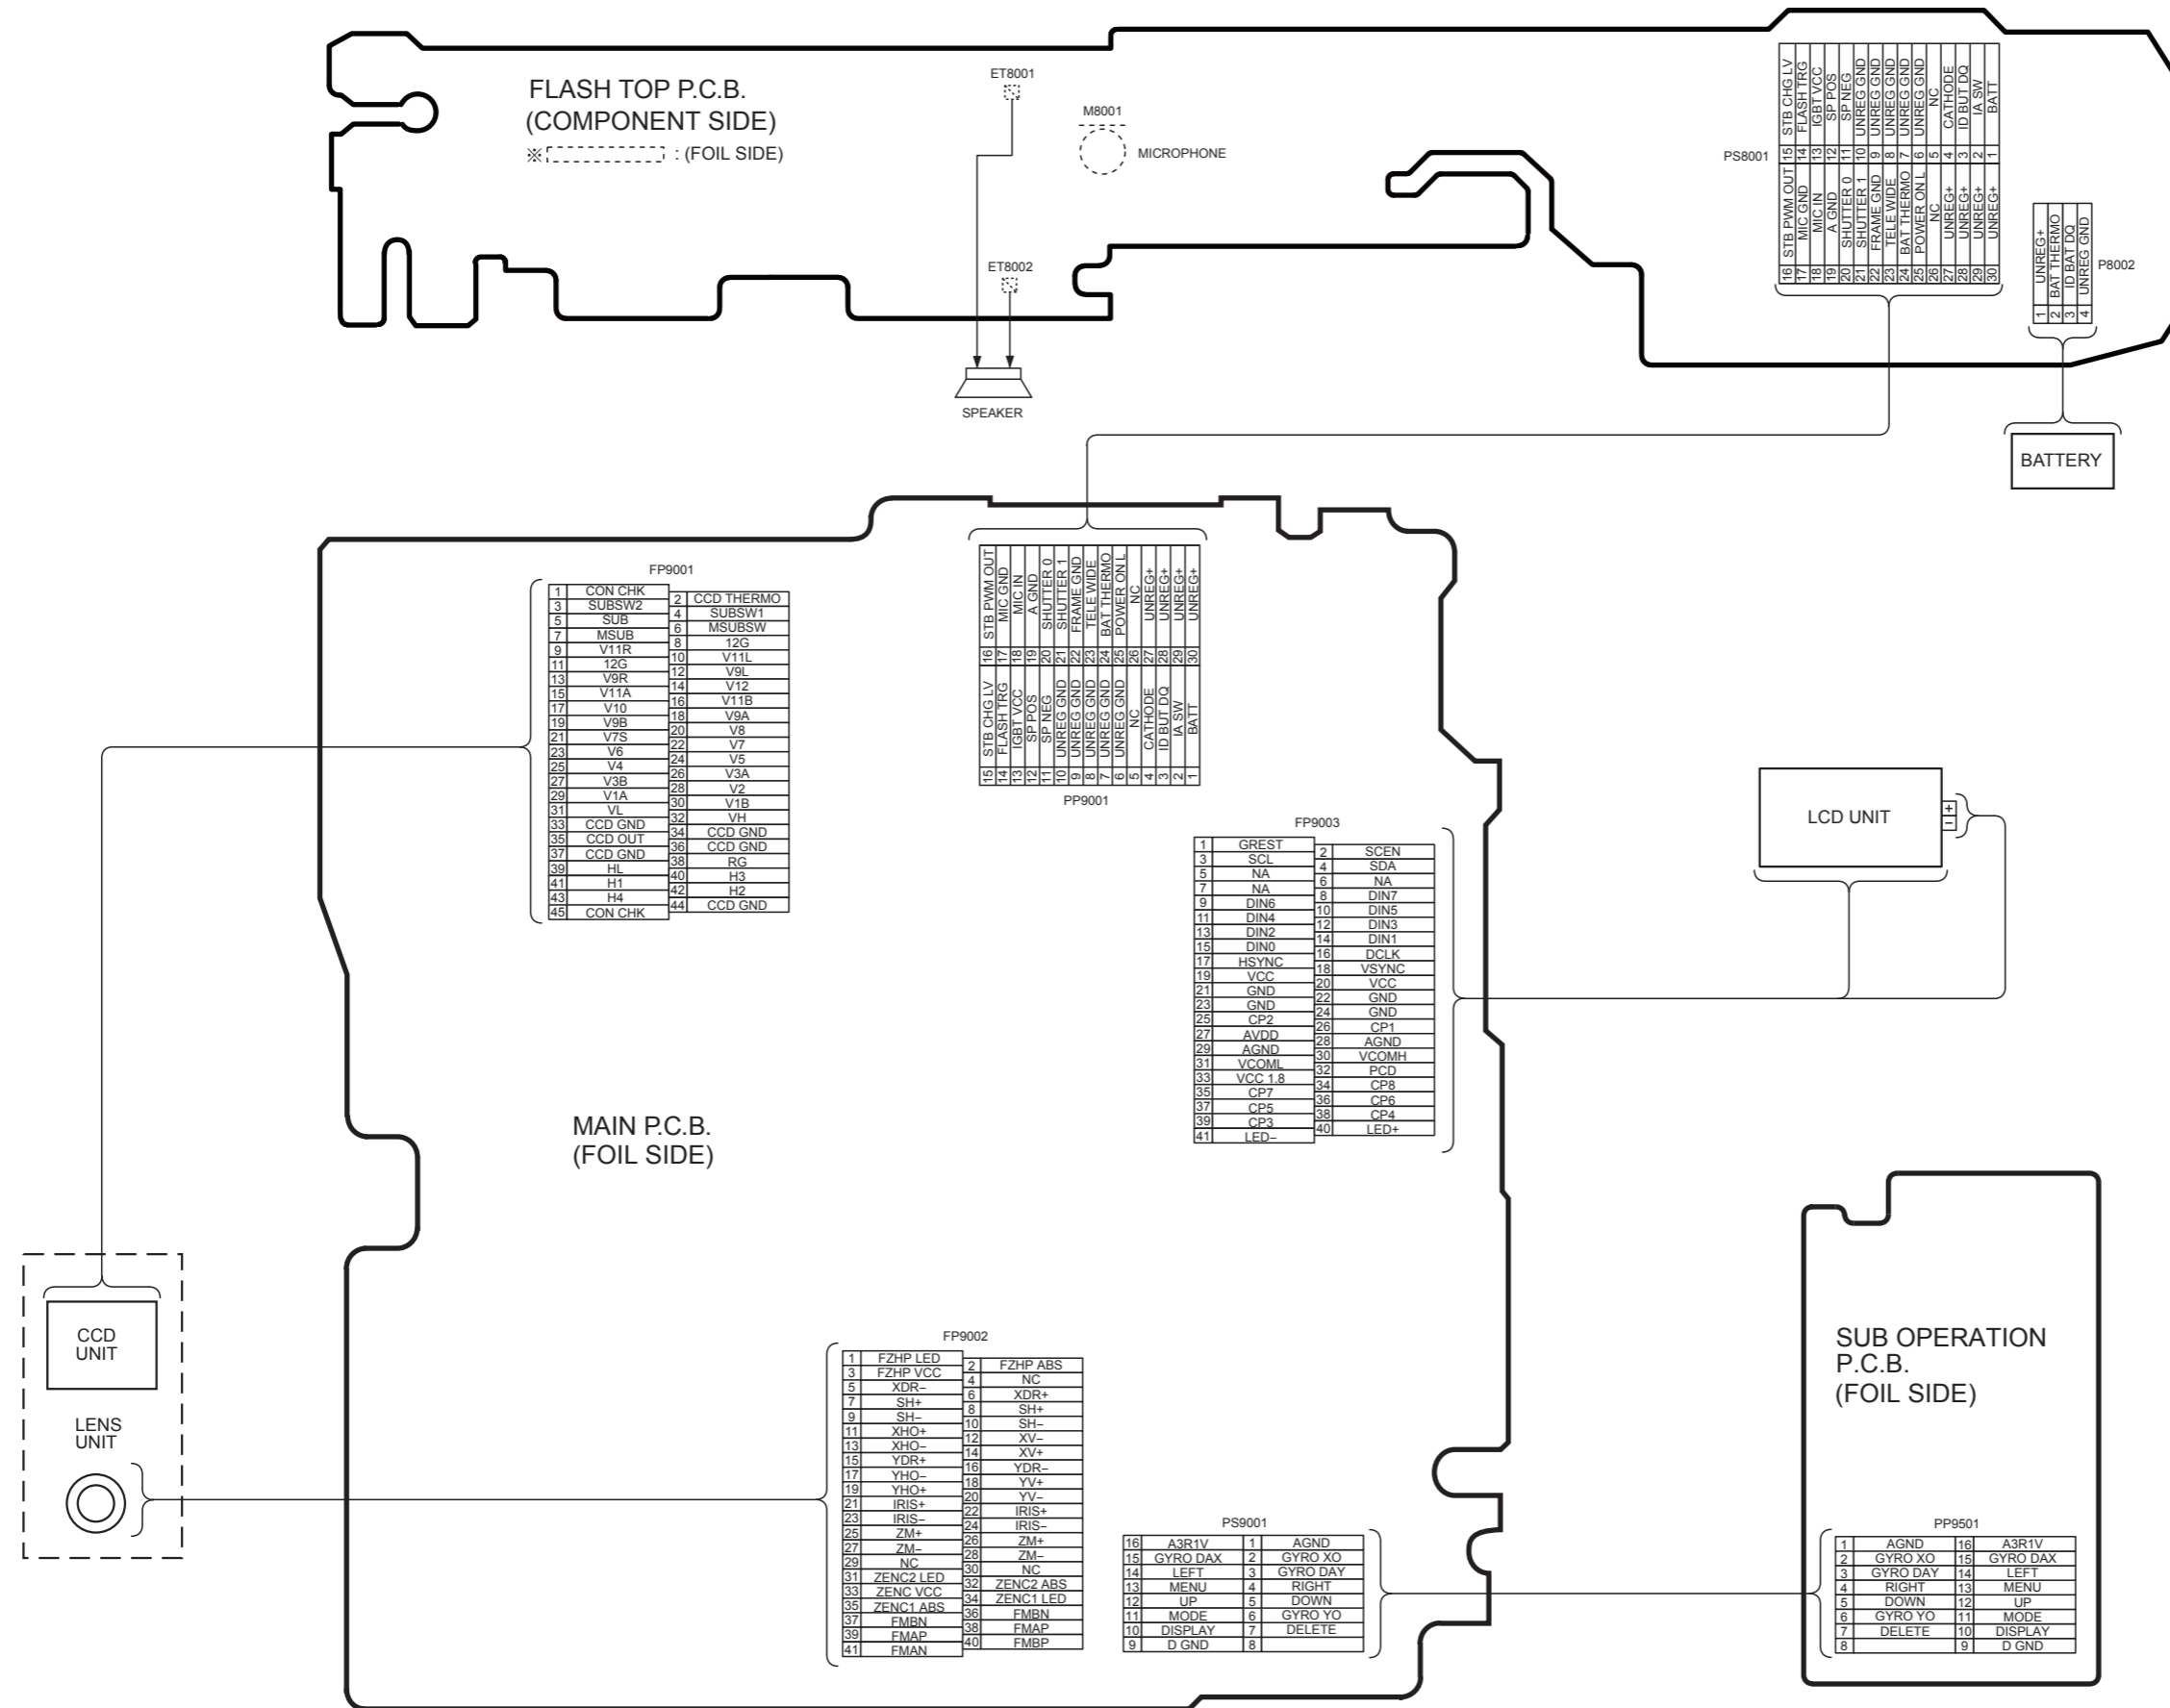 FLASH TOP P.C.B.
(COMPONENT SIDE)
※ : (FOIL SIDE)
ET8001
M8001
MICROPHONE
ET8002
SPEAKER
PS8001
15 STB CHG LV
14 FLASH TRG
13 IGBT VCC
12 SP POS
11 SP NEG
10 UNREG GND
9 UNREG GND
8 UNREG GND
7 UNREG GND
6 UNREG GND
5 NC
4 CATHODE
3 ID BUT DQ
2 IA SW
1 BATT
16 STB PWM OUT
17 MIC GND
18 MIC IN
19 A GND
20 SHUTTER 0
21 SHUTTER 1
22 FRAME GND
23 TELE WIDE
24 BAT THERMO
25 POWER ON L
26 NC
27 UNREG+
28 UNREG+
29 UNREG+
30 UNREG+
P8002
1 UNREG+
2 BAT THERMO
3 ID BAT DQ
4 UNREG GND
BATTERY
FP9001
1 CON CHK
2 CCD THERMO
3 SUBSW2
4 SUBSW1
5 SUB
6 MSUBSW
7 MSUB
8 12G
9 V11R
10 V11L
11 12G
12 V9L
13 V9R
14 V12
15 V11A
16 V11B
17 V10
18 V9A
19 V9B
20 V8
21 V7S
22 V7
23 V6
24 V5
25 V4
26 V3A
27 V3B
28 V2
29 V1A
30 V1B
31 VL
32 VH
33 CCD GND
34 CCD GND
35 CCD OUT
36 CCD GND
37 CCD GND
38 RG
39 HL
40 H3
41 H1
42 H2
43 H4
44 CCD GND
45 CON CHK
16 STB PWM OUT
17 MIC GND
18 MIC IN
19 A GND
20 SHUTTER 0
21 SHUTTER 1
22 FRAME GND
23 TELE WIDE
24 BAT THERMO
25 POWER ON L
26 NC
27 UNREG+
28 UNREG+
29 UNREG+
30 UNREG+
15 STB CHG LV
14 FLASH TRG
13 IGBT VCC
12 SP POS
11 SP NEG
10 UNREG GND
9 UNREG GND
8 UNREG GND
7 UNREG GND
6 UNREG GND
5 NC
4 CATHODE
3 ID BUT DQ
2 IA SW
1 BATT
PP9001
FP9003
1 GREST
2 SCEN
3 SCL
4 SDA
5 NA
6 NA
7 NA
8 DIN7
9 DIN6
10 DIN5
11 DIN4
12 DIN3
13 DIN2
14 DIN1
15 DIN0
16 DCLK
17 HSYNC
18 VSYNC
19 VCC
20 VCC
21 GND
22 GND
23 GND
24 GND
25 CP2
26 CP1
27 AVDD
28 AGND
29 AGND
30 VCOMH
31 VCOML
32 PCD
33 VCC 1.8
34 CP8
35 CP7
36 CP6
37 CP5
38 CP4
39 CP3
40 LED+
41 LED−
LCD UNIT
+
−
MAIN P.C.B.
(FOIL SIDE)
CCD
UNIT
LENS
UNIT
FP9002
1 FZHP LED
2 FZHP ABS
3 FZHP VCC
4 NC
5 XDR−
6 XDR+
7 SH+
8 SH+
9 SH−
10 SH−
11 XHO+
12 XV−
13 XHO−
14 XV+
15 YDR+
16 YDR−
17 YHO−
18 YV+
19 YHO+
20 YV−
21 IRIS+
22 IRIS+
23 IRIS−
24 IRIS−
25 ZM+
26 ZM+
27 ZM−
28 ZM−
29 NC
30 NC
31 ZENC2 LED
32 ZENC2 ABS
33 ZENC VCC
34 ZENC1 LED
35 ZENC1 ABS
36 FMBN
37 FMBN
38 FMAP
39 FMAP
40 FMBP
41 FMAN
PS9001
16 A3R1V 1 AGND
15 GYRO DAX 2 GYRO XO
14 LEFT 3 GYRO DAY
13 MENU 4 RIGHT
12 UP 5 DOWN
11 MODE 6 GYRO YO
10 DISPLAY 7 DELETE
9 D GND 8
SUB OPERATION
P.C.B.
(FOIL SIDE)
PP9501
1 AGND 16 A3R1V
2 GYRO XO 15 GYRO DAX
3 GYRO DAY 14 LEFT
4 RIGHT 13 MENU
5 DOWN 12 UP
6 GYRO YO 11 MODE
7 DELETE 10 DISPLAY
8 9 D GND